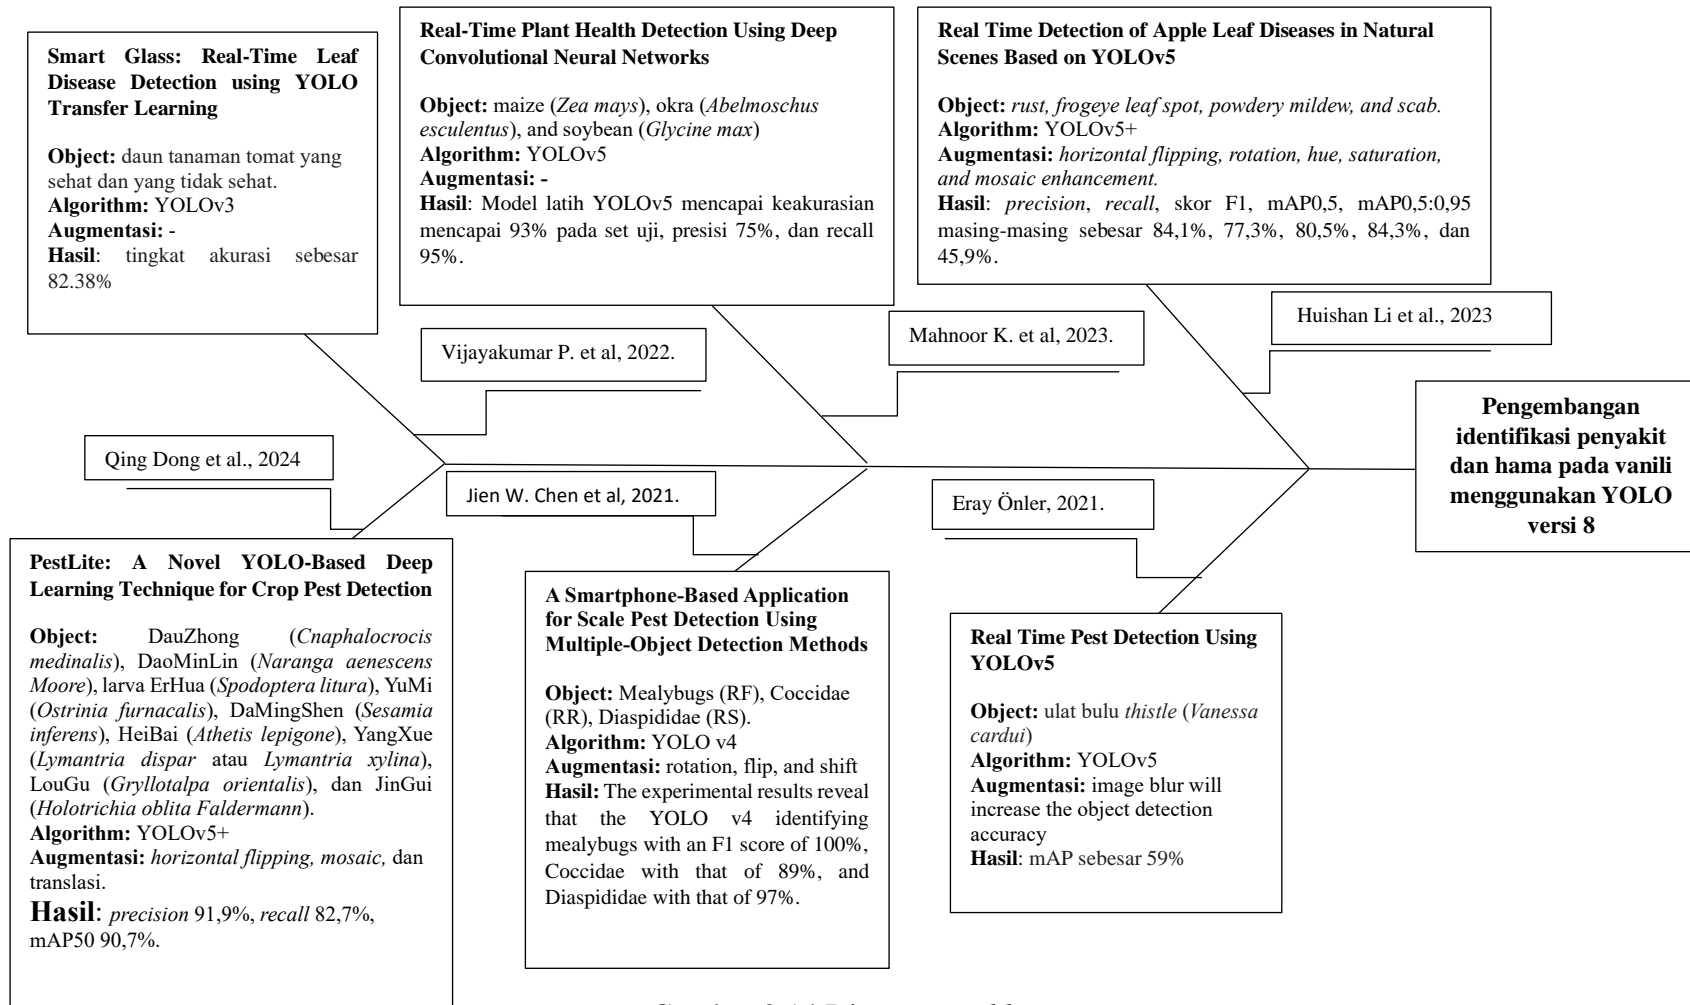 Smart Glass: Real-Time Leaf
Disease Detection using YOLO
Transfer Learning
Object: daun tanaman tomat yang
sehat dan yang tidak sehat.
Algorithm: YOLOv3
Augmentasi: -
Hasil: tingkat akurasi sebesar
82.38%
Real-Time Plant Health Detection Using Deep
Convolutional Neural Networks
Object: maize (Zea mays), okra (Abelmoschus
esculentus), and soybean (Glycine max)
Algorithm: YOLOv5
Augmentasi: -
Hasil: Model latih YOLOv5 mencapai keakurasian
mencapai 93% pada set uji, presisi 75%, dan recall
95%.
Real Time Detection of Apple Leaf Diseases in Natural
Scenes Based on YOLOv5
Object: rust, frogeye leaf spot, powdery mildew, and scab.
Algorithm: YOLOv5+
Augmentasi: horizontal flipping, rotation, hue, saturation,
and mosaic enhancement.
Hasil: precision, recall, skor F1, mAP0,5, mAP0,5:0,95
masing-masing sebesar 84,1%, 77,3%, 80,5%, 84,3%, dan
45,9%.
Vijayakumar P. et al, 2022.
Mahnoor K. et al, 2023.
Huishan Li et al., 2023
Pengembangan
identifikasi penyakit
dan hama pada vanili
menggunakan YOLO
versi 8
Qing Dong et al., 2024
Jien W. Chen et al, 2021.
Eray Önler, 2021.
PestLite: A Novel YOLO-Based Deep
Learning Technique for Crop Pest Detection
Object: DauZhong (Cnaphalocrocis
medinalis), DaoMinLin (Naranga aenescens
Moore), larva ErHua (Spodoptera litura), YuMi
(Ostrinia furnacalis), DaMingShen (Sesamia
inferens), HeiBai (Athetis lepigone), YangXue
(Lymantria dispar atau Lymantria xylina),
LouGu (Gryllotalpa orientalis), dan JinGui
(Holotrichia oblita Faldermann).
Algorithm: YOLOv5+
Augmentasi: horizontal flipping, mosaic, dan
translasi.
Hasil: precision 91,9%, recall 82,7%,
mAP50 90,7%.
A Smartphone-Based Application
for Scale Pest Detection Using
Multiple-Object Detection Methods
Object: Mealybugs (RF), Coccidae
(RR), Diaspididae (RS).
Algorithm: YOLO v4
Augmentasi: rotation, flip, and shift
Hasil: The experimental results reveal
that the YOLO v4 identifying
mealybugs with an F1 score of 100%,
Coccidae with that of 89%, and
Diaspididae with that of 97%.
Real Time Pest Detection Using
YOLOv5
Object: ulat bulu thistle (Vanessa
cardui)
Algorithm: YOLOv5
Augmentasi: image blur will
increase the object detection
accuracy
Hasil: mAP sebesar 59%